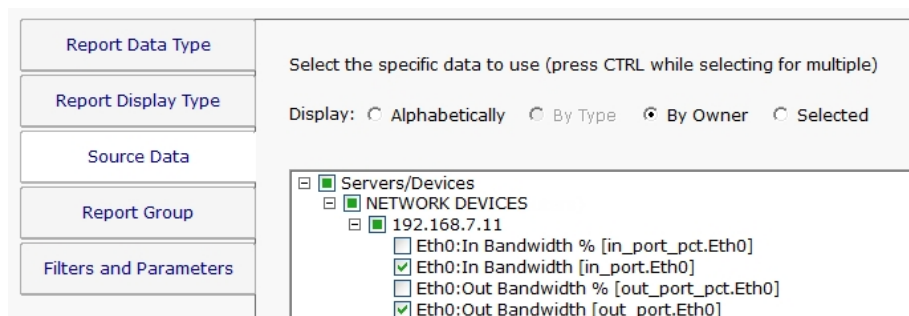 Report Data Type
Report Display Type
Source Data
Report Group
Filters and Parameters
Select the specific data to use (press CTRL while selecting for multiple)
Display: Alphabetically By Type By Owner Selected
Servers/Devices
NETWORK DEVICES
192.168.7.11
Eth0:In Bandwidth % [in_port_pct.Eth0]
Eth0:In Bandwidth [in_port.Eth0]
Eth0:Out Bandwidth % [out_port_pct.Eth0]
Eth0:Out Bandwidth [out_port.Eth0]